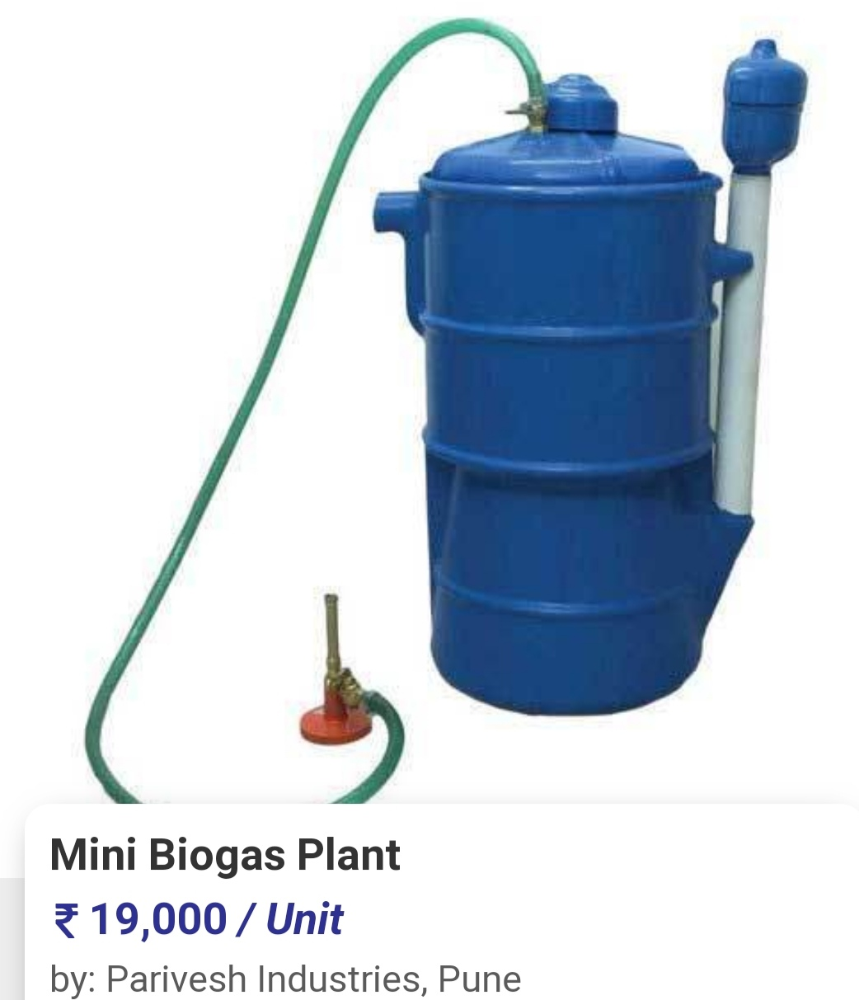 Mini Biogas Plant
₹ 19,000 / Unit
by: Parivesh Industries, Pune